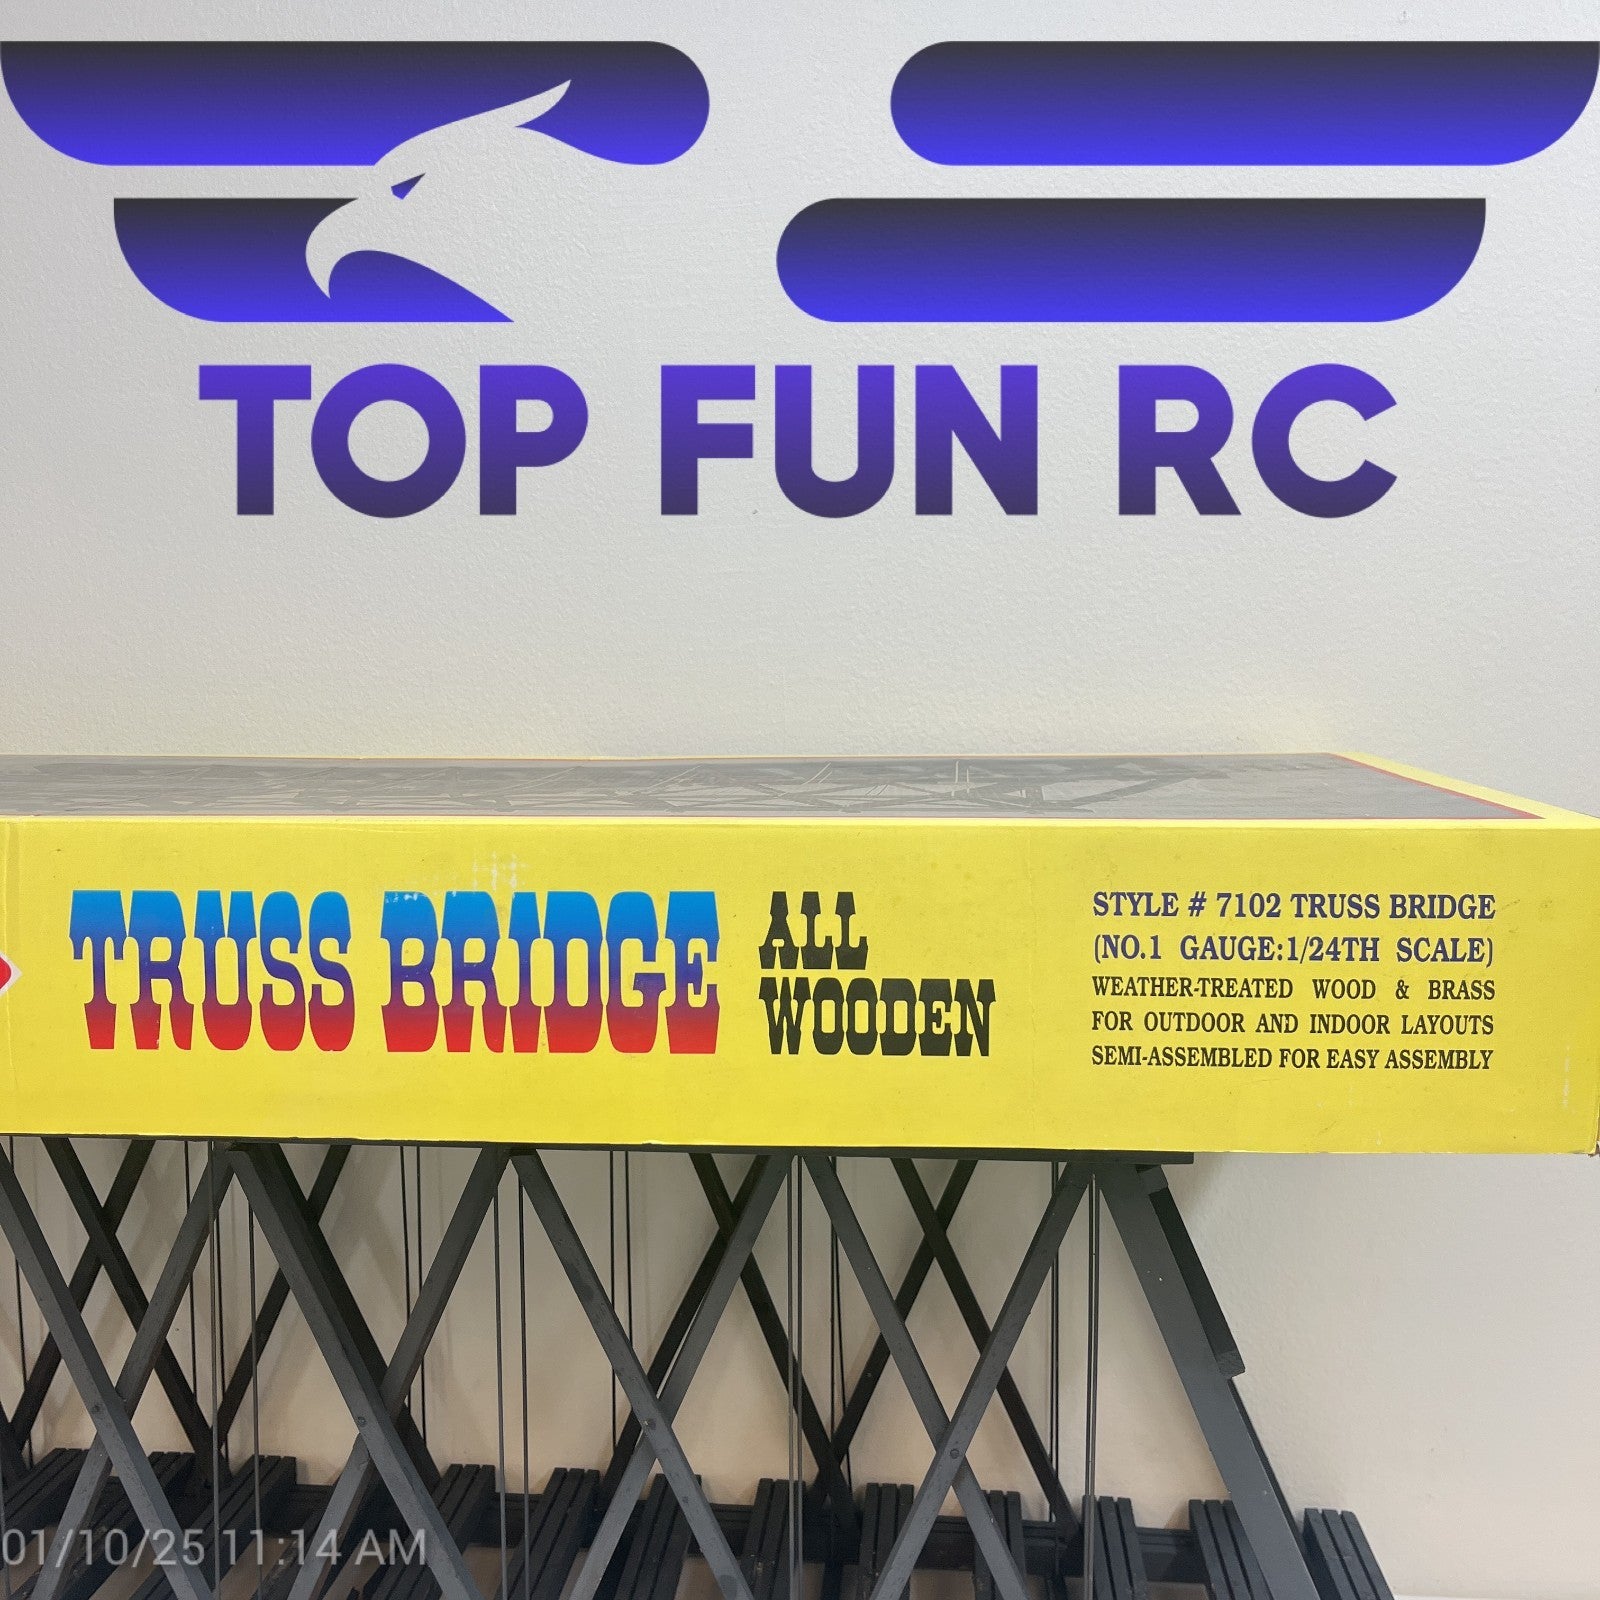 TOP FUN RC
TRUSS BRIDGE
ALL
WOODEN
STYLE # 7102 TRUSS BRIDGE
(NO.1 GAUGE:1/24TH SCALE)
WEATHER-TREATED WOOD & BRASS
FOR OUTDOOR AND INDOOR LAYOUTS
SEMI-ASSEMBLED FOR EASY ASSEMBLY
01/10/25 11:14 AM